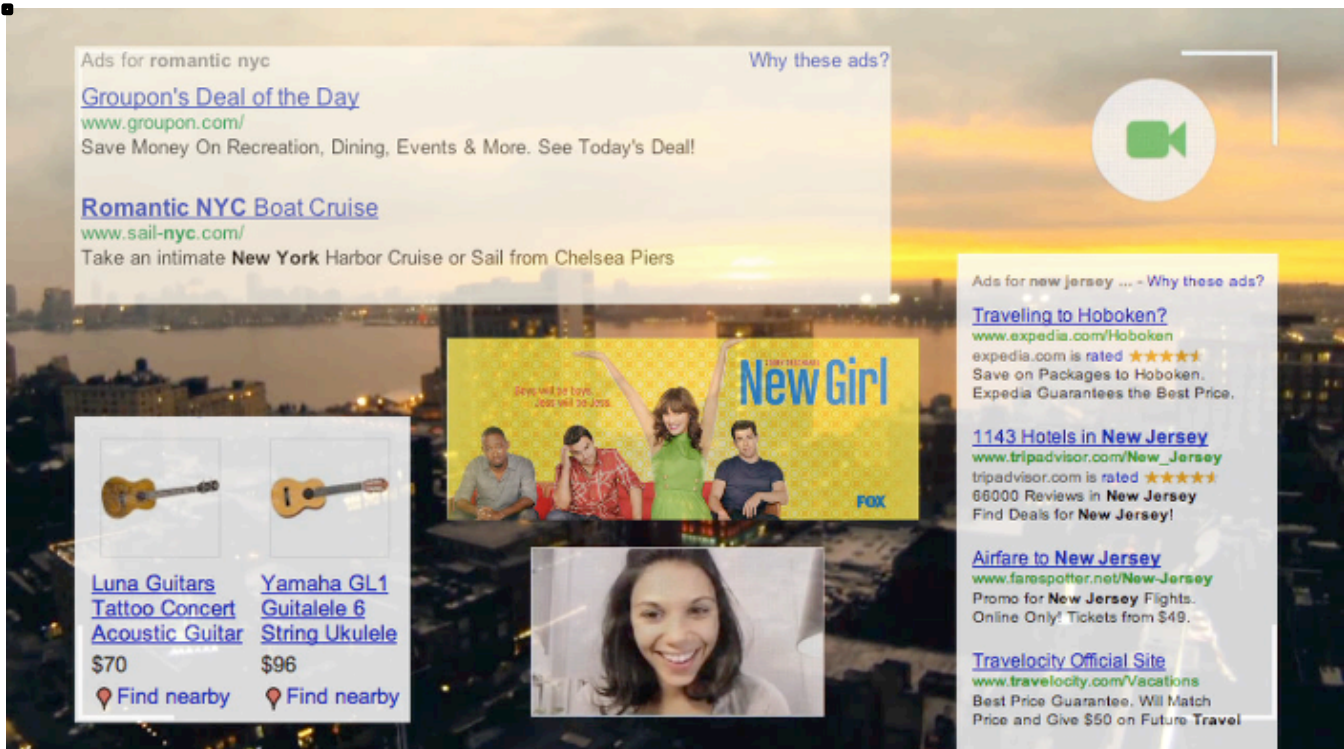 Ads for romantic nyc
Why these ads?
Groupon's Deal of the Day
www.groupon.com/
Save Money On Recreation, Dining, Events & More. See Today's Deal!
Romantic NYC Boat Cruise
www.sail-nyc.com/
Take an intimate New York Harbor Cruise or Sail from Chelsea Piers
Ads for new jersey ... - Why these ads?
Traveling to Hoboken?
www.expedia.com/Hoboken
expedia.com is rated
Save on Packages to Hoboken.
Expedia Guarantees the Best Price.
1143 Hotels in New Jersey
www.tripadvisor.com/New_Jersey
tripadvisor.com is rated
66000 Reviews in New Jersey
Find Deals for New Jersey!
Airfare to New Jersey
www.farespotter.net/New-Jersey
Promo for New Jersey Flights.
Online Only! Tickets from $49.
Travelocity Official Site
www.travelocity.com/Vacations
Best Price Guarantee. Will Match
Price and Give $50 on Future Travel
New Girl
Boys will be boys.
Jess will be Jess.
FOX
Luna Guitars
Tattoo Concert
Acoustic Guitar
$70
Find nearby
Yamaha GL1
Guitalele 6
String Ukulele
$96
Find nearby